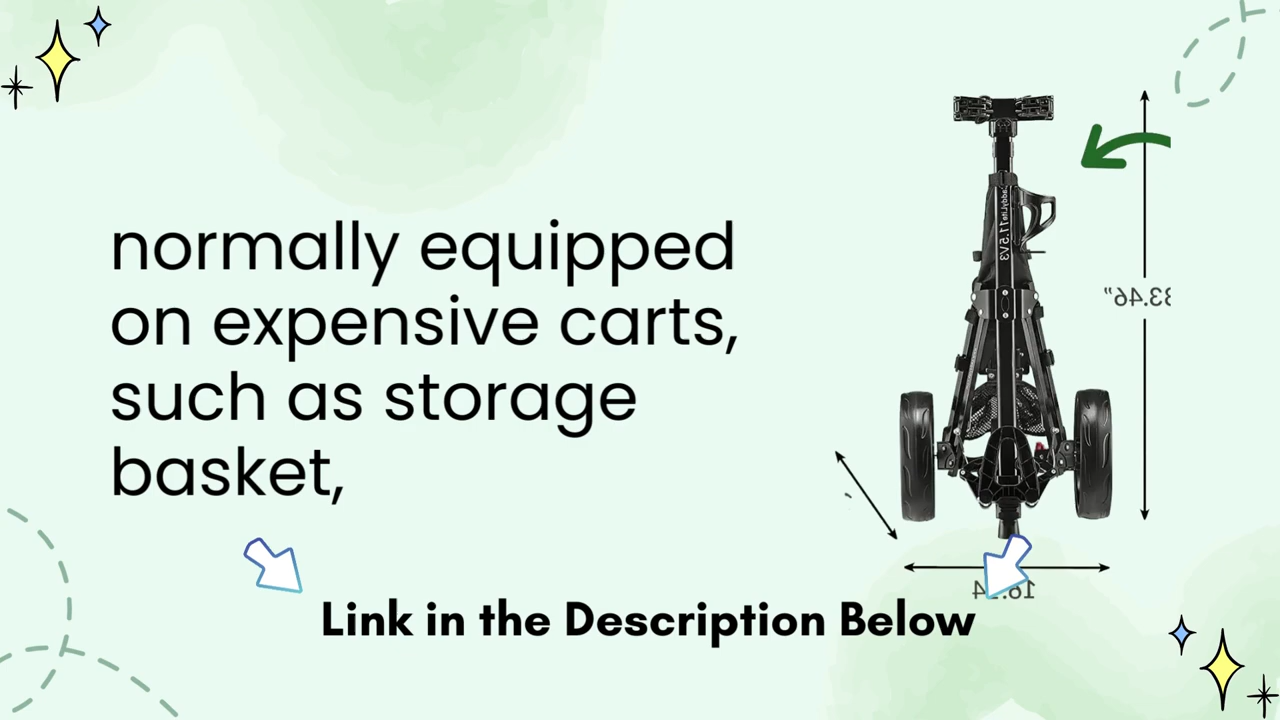 normally equipped
on expensive carts,
such as storage
basket,
Link in the Description Below